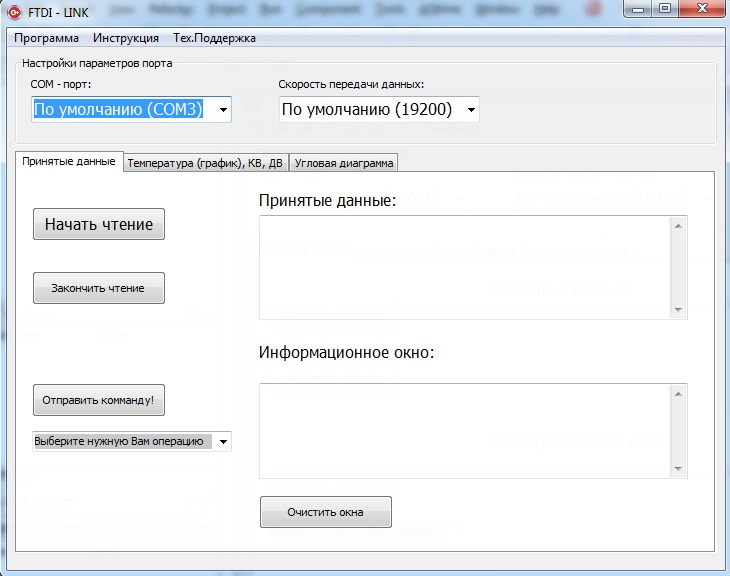 FTDI - LINK
Программа Инструкция Тех.Поддержка
Настройки параметров порта
COM - порт: Скорость передачи данных:
По умолчанию (COM3) По умолчанию (19200)
Принятые данные Температура (график), КВ, ДВ Угловая диаграмма
Принятые данные:
Начать чтение
Закончить чтение
Информационное окно:
Отправить комманду!
Выберите нужную Вам операцию
Очистить окна